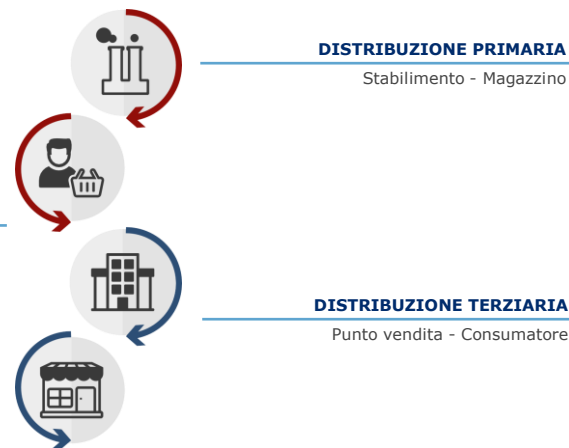 DISTRIBUZIONE PRIMARIA
Stabilimento - Magazzino
DISTRIBUZIONE TERZIARIA
Punto vendita - Consumatore